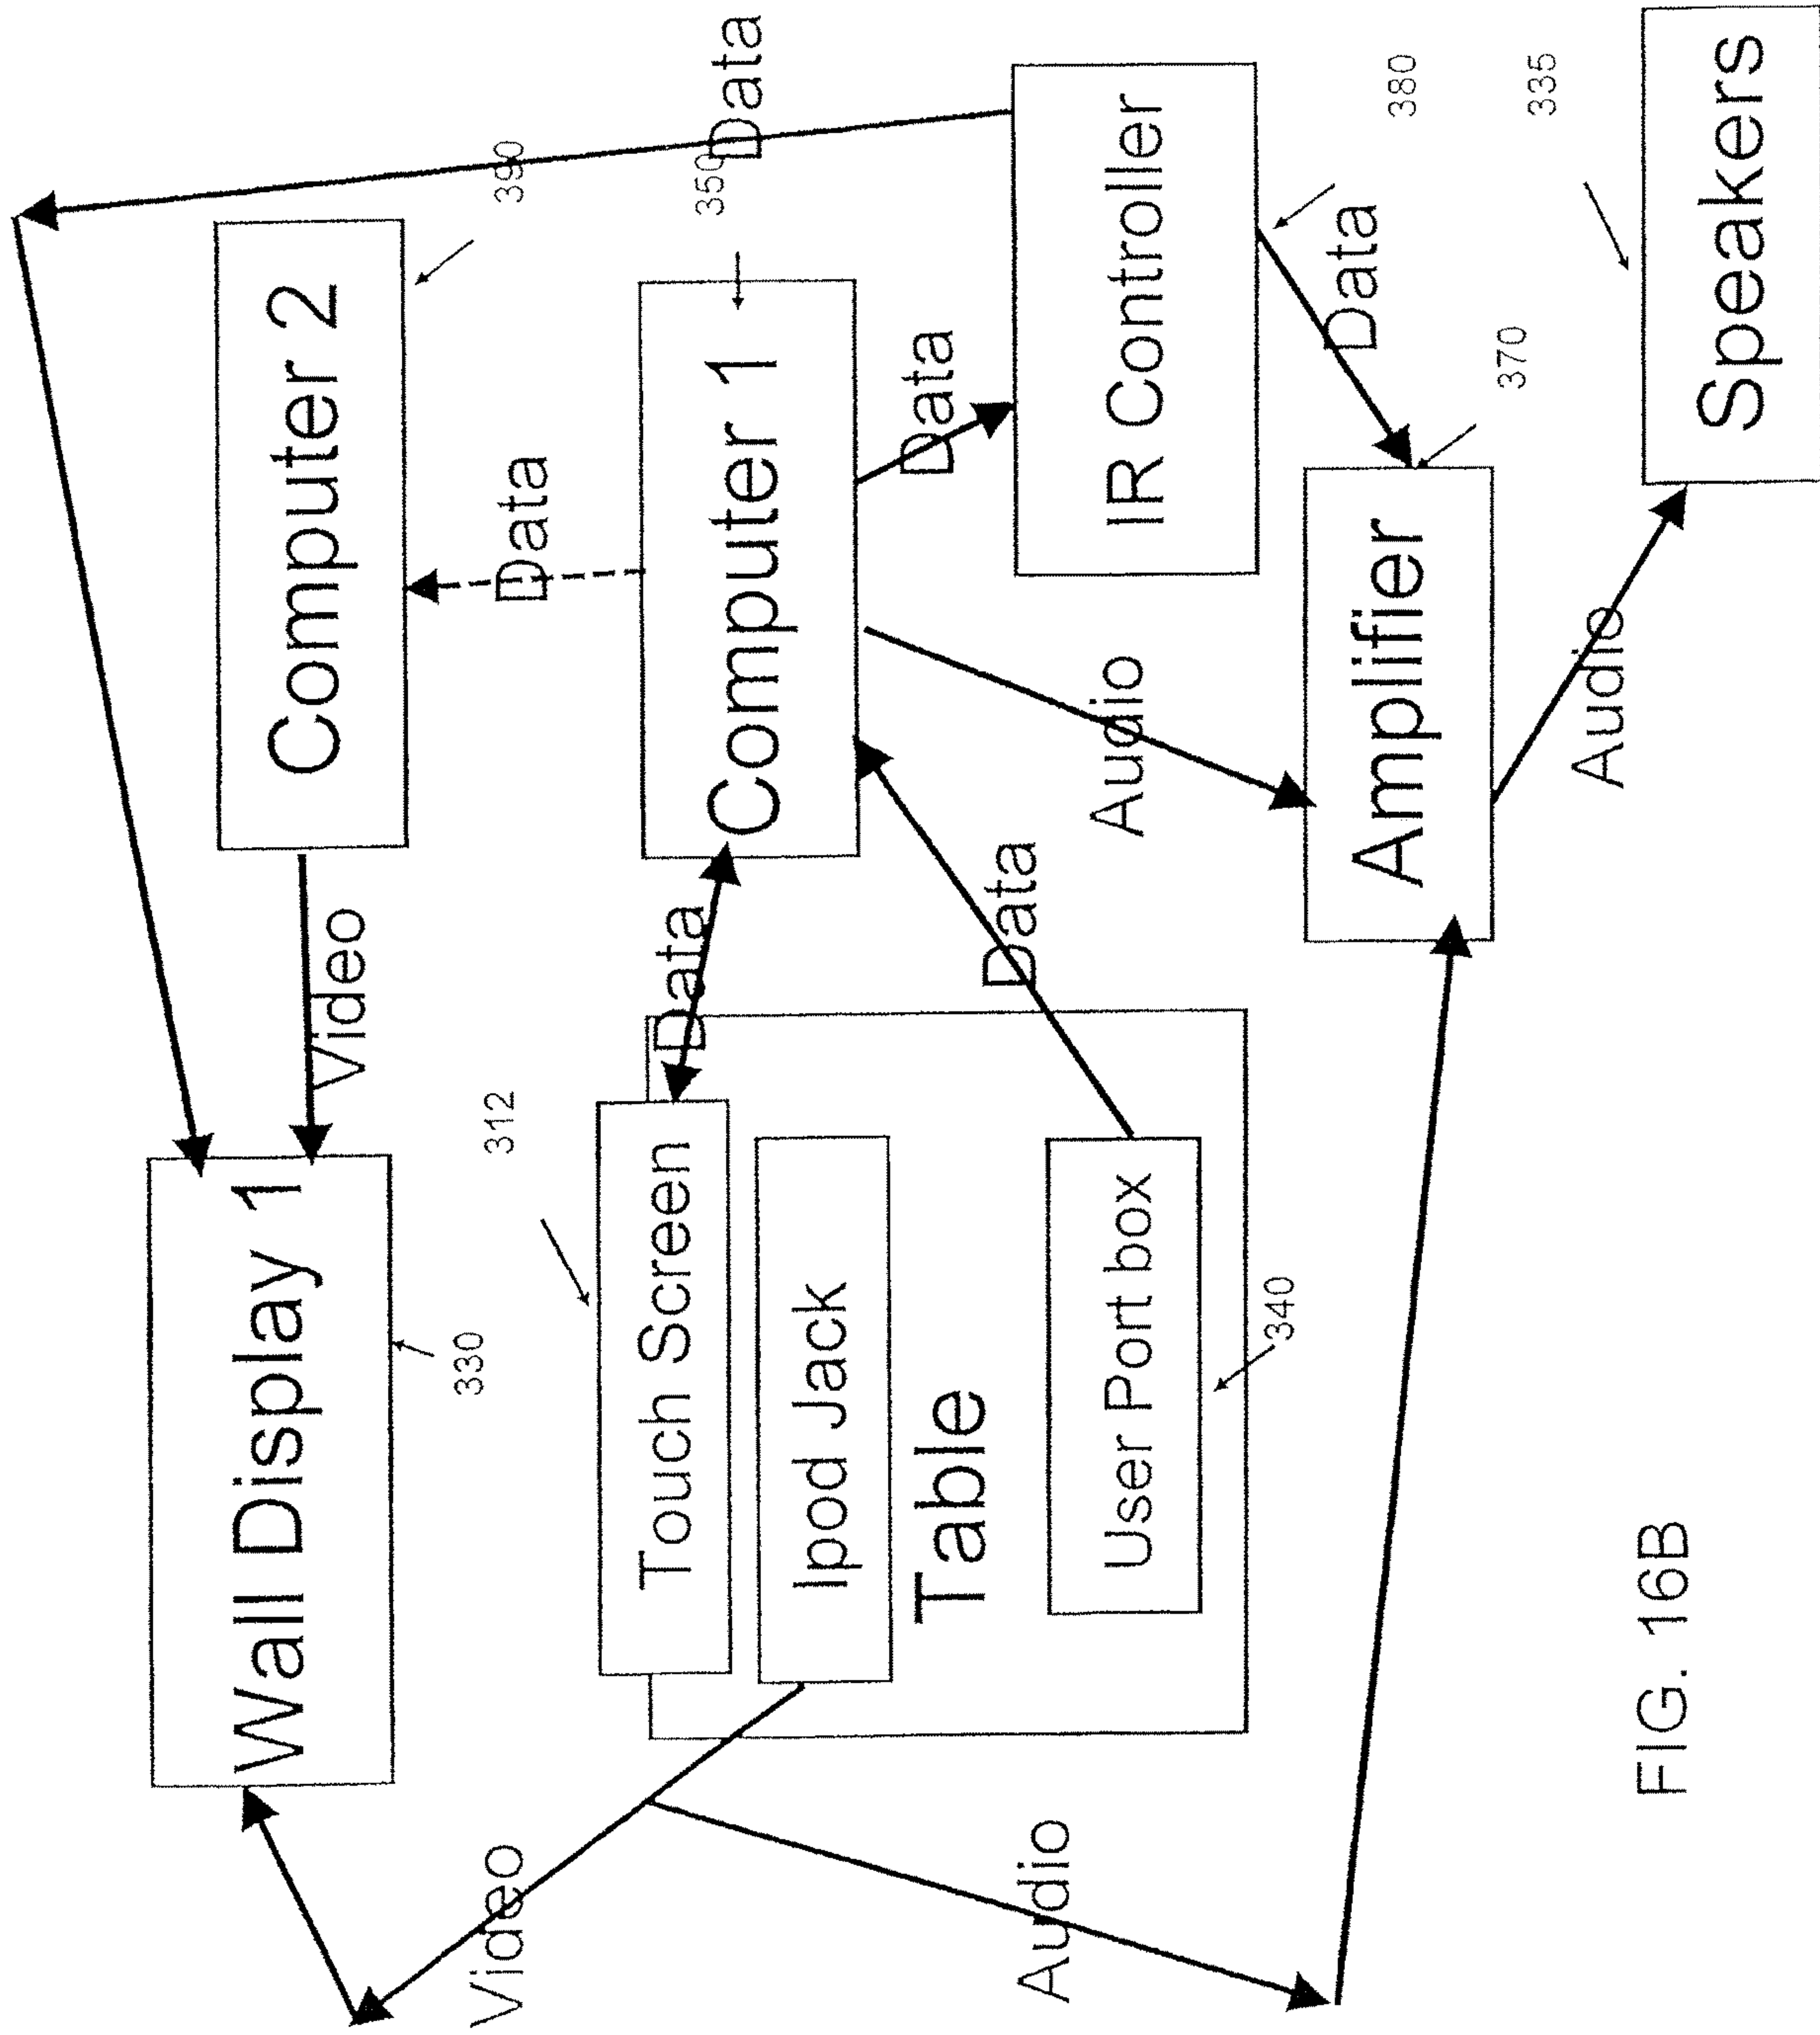 Wall Display 1
330
Video
Computer 2
390
Data
Data
350
Computer 1
Data
312
Touch Screen
Ipod Jack
Table
User Port box
340
Data
Data
IR Controller
380
Data
Video
Audio
Audio
Amplifier
370
Audio
335
Speakers
FIG. 16B